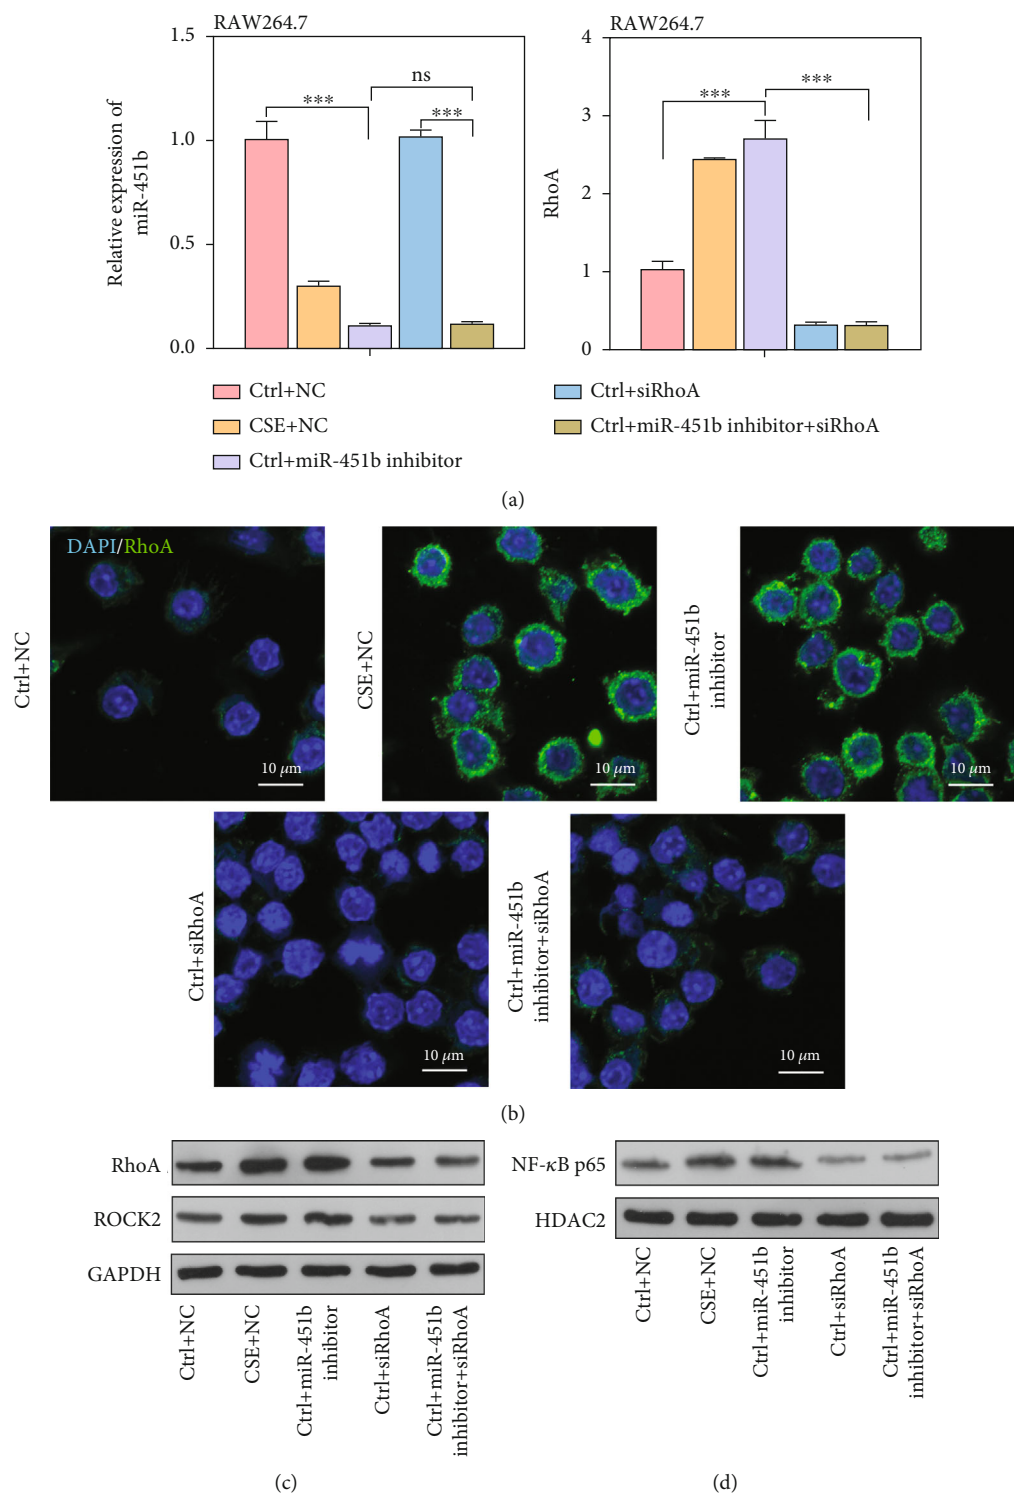 RAW264.7
1.5
1.0
0.5
0.0
Relative expression of
miR-451b
***
ns
***
RAW264.7
4
3
2
1
0
RhoA
***
***
Ctrl+NC
CSE+NC
Ctrl+miR-451b inhibitor
Ctrl+siRhoA
Ctrl+miR-451b inhibitor+siRhoA
(a)
Ctrl+NC
DAPI/RhoA
10 μm
CSE+NC
10 μm
Ctrl+miR-451b
inhibitor
10 μm
Ctrl+siRhoA
10 μm
Ctrl+miR-451b
inhibitor+siRhoA
10 μm
(b)
RhoA
ROCK2
GAPDH
Ctrl+NC
CSE+NC
Ctrl+miR-451b
inhibitor
Ctrl+siRhoA
Ctrl+miR-451b
inhibitor+siRhoA
(c)
NF-κB p65
HDAC2
Ctrl+NC
CSE+NC
Ctrl+miR-451b
inhibitor
Ctrl+siRhoA
Ctrl+miR-451b
inhibitor+siRhoA
(d)